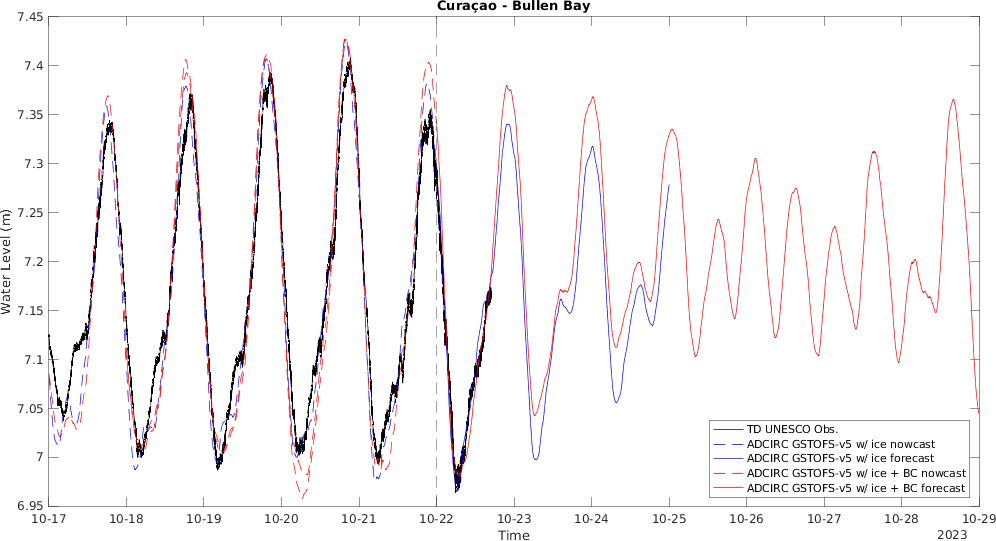 Curaçao - Bullen Bay
Water Level (m)
7.45
7.4
7.35
7.3
7.25
7.2
7.15
7.1
7.05
7
6.95
10-17 10-18 10-19 10-20 10-21 10-22 10-23 10-24 10-25 10-26 10-27 10-28 10-29
Time
2023
TD UNESCO Obs.
ADCIRC GSTOFS-v5 w/ ice nowcast
ADCIRC GSTOFS-v5 w/ ice forecast
ADCIRC GSTOFS-v5 w/ ice + BC nowcast
ADCIRC GSTOFS-v5 w/ ice + BC forecast